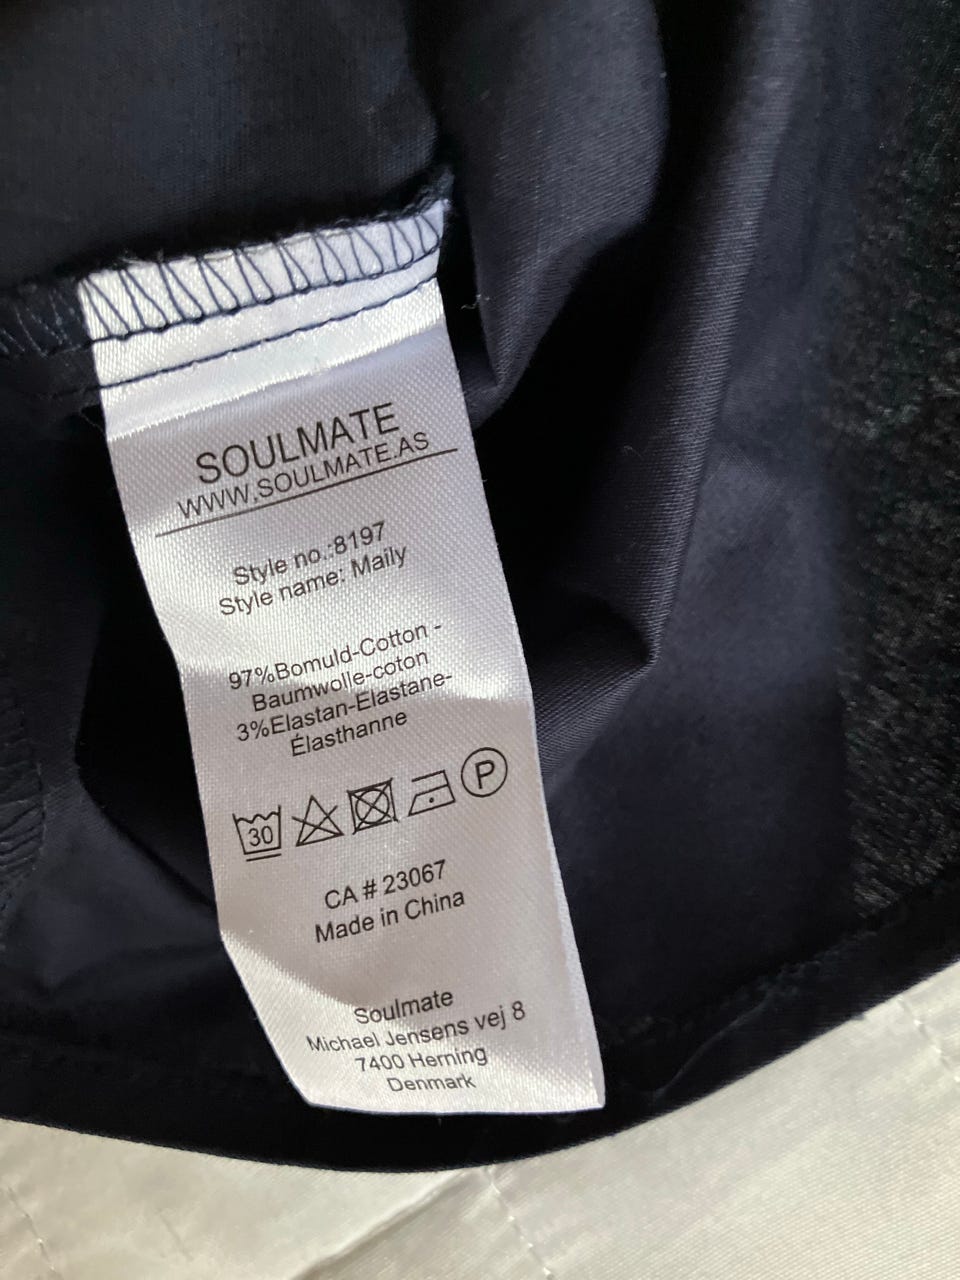 SOULMATE
WWW.SOULMATE.AS
Style no.:8197
Style name: Maily
97%Bomuld-Cotton -
Baumwolle-coton
3%Elastan-Elastane-
Élasthanne
30 P
CA # 23067
Made in China
Soulmate
Michael Jensens vej 8
7400 Herning
Denmark